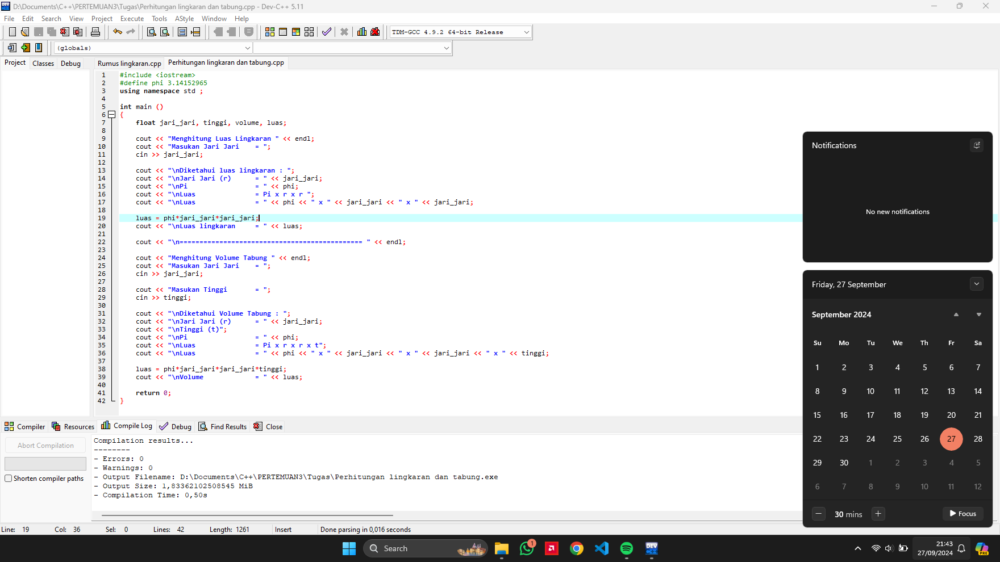 D:\Documents\C++\PERTEMUAN3\Tugas\Perhitungan lingkaran dan tabung.cpp - Dev-C++ 5.11
File Edit Search View Project Execute Tools AStyle Window Help
TDM-GCC 4.9.2 64-bit Release
(globals)
Project Classes Debug
Rumus lingkaran.cpp Perhitungan lingkaran dan tabung.cpp
1 #include <iostream>
2 #define phi 3.14152965
3 using namespace std ;
4
5 int main ()
6 {
7 float jari_jari, tinggi, volume, luas;
8
9 cout << "Menghitung Luas Lingkaran " << endl;
10 cout << "Masukan Jari Jari    = ";
11 cin >> jari_jari;
12
13 cout << "\nDiketahui luas lingkaran : ";
14 cout << "\nJari Jari (r)      = " << jari_jari;
15 cout << "\nPi                 = " << phi;
16 cout << "\nLuas               = Pi x r x r ";
17 cout << "\nLuas               = " << phi << " x " << jari_jari << " x " << jari_jari;
18
19 luas = phi*jari_jari*jari_jari;
20 cout << "\nLuas lingkaran     = " << luas;
21
22 cout << "\n============================================== " << endl;
23
24 cout << "Menghitung Volume Tabung " << endl;
25 cout << "Masukan Jari Jari    = ";
26 cin >> jari_jari;
27
28 cout << "Masukan Tinggi       = ";
29 cin >> tinggi;
30
31 cout << "\nDiketahui Volume Tabung : ";
32 cout << "\nJari Jari (r)      = " << jari_jari;
33 cout << "\nTinggi (t)";
34 cout << "\nPi                 = " << phi;
35 cout << "\nLuas               = Pi x r x r x t";
36 cout << "\nLuas               = " << phi << " x " << jari_jari << " x " << jari_jari << " x " << tinggi;
37
38 luas = phi*jari_jari*jari_jari*tinggi;
39 cout << "\nVolume             = " << luas;
40
41 return 0;
42 }
Notifications
No new notifications
Friday, 27 September
September 2024
Su Mo Tu We Th Fr Sa
1 2 3 4 5 6 7
8 9 10 11 12 13 14
15 16 17 18 19 20 21
22 23 24 25 26 27 28
29 30 1 2 3 4 5
6 7 8 9 10 11 12
30 mins Focus
Compiler Resources Compile Log Debug Find Results Close
Abort Compilation
Shorten compiler paths
Compilation results...
--------
- Errors: 0
- Warnings: 0
- Output Filename: D:\Documents\C++\PERTEMUAN3\Tugas\Perhitungan lingkaran dan tabung.exe
- Output Size: 1,83362102508545 MiB
- Compilation Time: 0,50s
Line: 19 Col: 36 Sel: 0 Lines: 42 Length: 1261 Insert Done parsing in 0,016 seconds
Search
1
DEV
21:43
27/09/2024
PRE